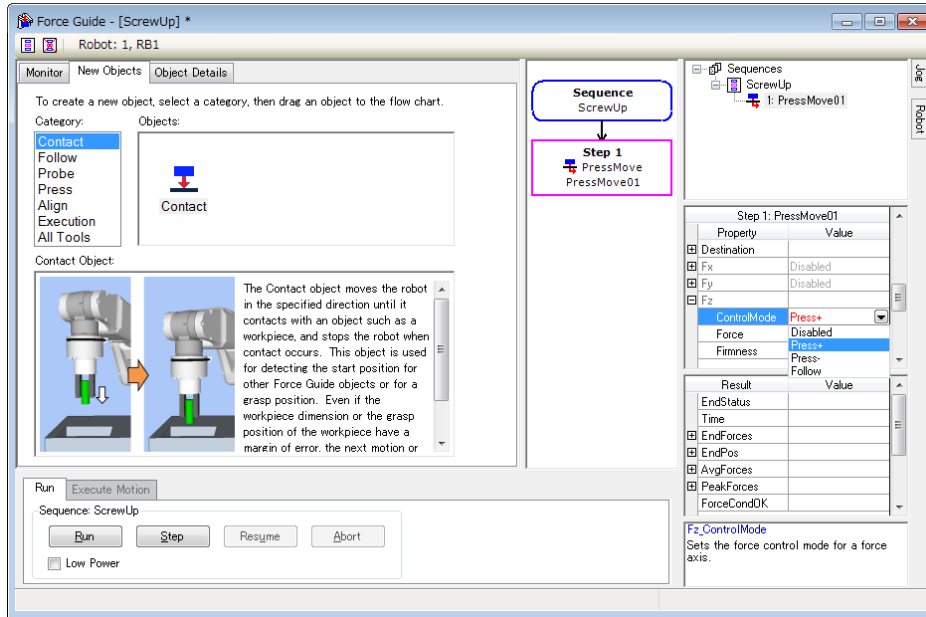 Force Guide - [ScrewUp] *
Robot: 1, RB1
Monitor New Objects Object Details
To create a new object, select a category, then drag an object to the flow chart.
Category: Objects:
Contact
Follow
Probe
Press
Align
Execution
All Tools
Contact
Contact Object:
The Contact object moves the robot
in the specified direction until it
contacts with an object such as a
workpiece, and stops the robot when
contact occurs. This object is used
for detecting the start position for
other Force Guide objects or for a
grasp position. Even if the
workpiece dimension or the grasp
position of the workpiece have a
margin of error, the next motion or
Run Execute Motion
Sequence: ScrewUp
Run Step Resume Abort
Low Power
Sequence
ScrewUp
Step 1
PressMove
PressMove01
Sequences
ScrewUp
1: PressMove01
Step 1: PressMove01
Property Value
Destination
Fx Disabled
Fy Disabled
Fz
ControlMode Press+
Force
Firmness
Disabled
Press+
Press-
Follow
Result Value
EndStatus
Time
EndForces
EndPos
AvgForces
PeakForces
ForceCondOK
Fz_ControlMode
Sets the force control mode for a force
axis.
Jog
Robot